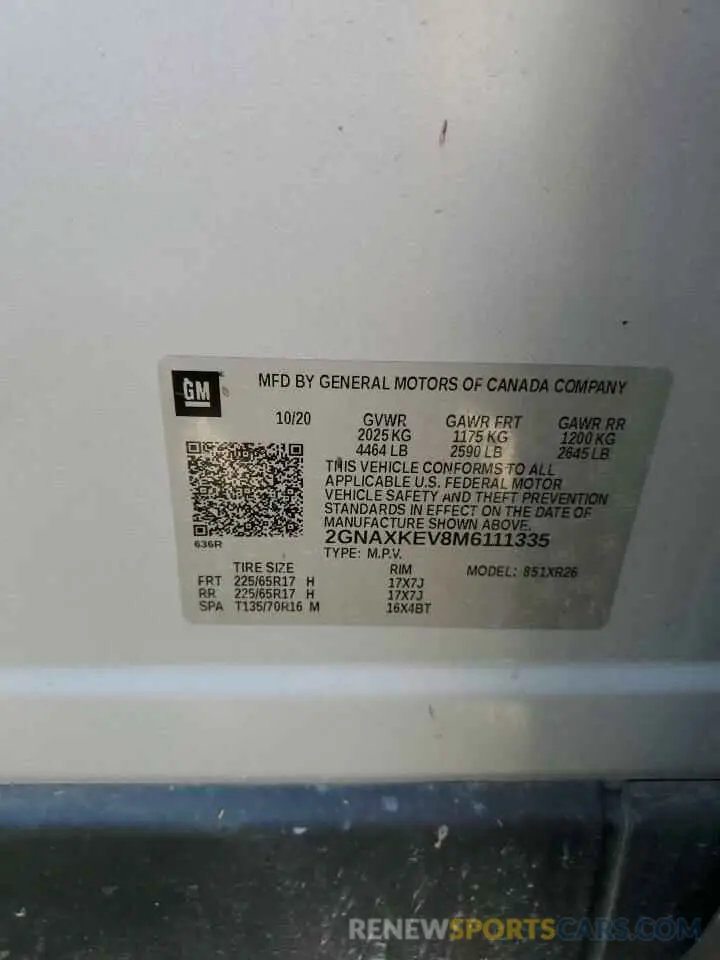 GM MFD BY GENERAL MOTORS OF CANADA COMPANY
10/20 GVWR GAWR FRT GAWR RR
2025 KG 1175 KG 1200 KG
4464 LB 2590 LB 2645 LB
THIS VEHICLE CONFORMS TO ALL
APPLICABLE U.S. FEDERAL MOTOR
VEHICLE SAFETY AND THEFT PREVENTION
STANDARDS IN EFFECT ON THE DATE OF
MANUFACTURE SHOWN ABOVE.
636R 2GNAXKEV8M6111335
TYPE: M.P.V.
TIRE SIZE RIM MODEL: 851XR26
FRT 225/65R17 H 17X7J
RR 225/65R17 H 17X7J
SPA T135/70R16 M 16X4BT
RENEWSPORTSCARS.COM